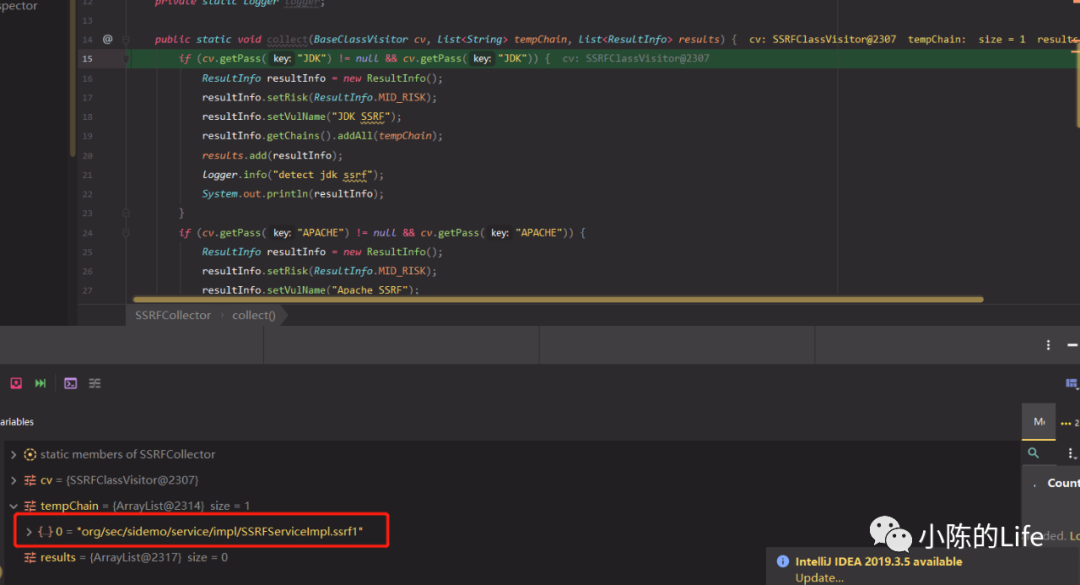 spector
12 private static Logger logger;
13
14 @ public static void collect(BaseClassVisitor cv, List<String> tempChain, List<ResultInfo> results) { cv: SSRFClassVisitor@2307 tempChain: size = 1 results
15 if (cv.getPass( key: "JDK") != null && cv.getPass( key: "JDK")) { cv: SSRFClassVisitor@2307
16 ResultInfo resultInfo = new ResultInfo();
17 resultInfo.setRisk(ResultInfo.MID_RISK);
18 resultInfo.setVulName("JDK SSRF");
19 resultInfo.getChains().addAll(tempChain);
20 results.add(resultInfo);
21 logger.info("detect jdk ssrf");
22 System.out.println(resultInfo);
23 }
24 if (cv.getPass( key: "APACHE") != null && cv.getPass( key: "APACHE")) {
25 ResultInfo resultInfo = new ResultInfo();
26 resultInfo.setRisk(ResultInfo.MID_RISK);
27 resultInfo.setVulName("Apache SSRF");
SSRFCollector › collect()
ariables
static members of SSRFCollector
cv = {SSRFClassVisitor@2307}
tempChain = {ArrayList@2314} size = 1
0 = "org/sec/sidemo/service/impl/SSRFServiceImpl.ssrf1"
results = {ArrayList@2317} size = 0
Count
小陈的Life
IntelliJ IDEA 2019.3.5 available
Update...